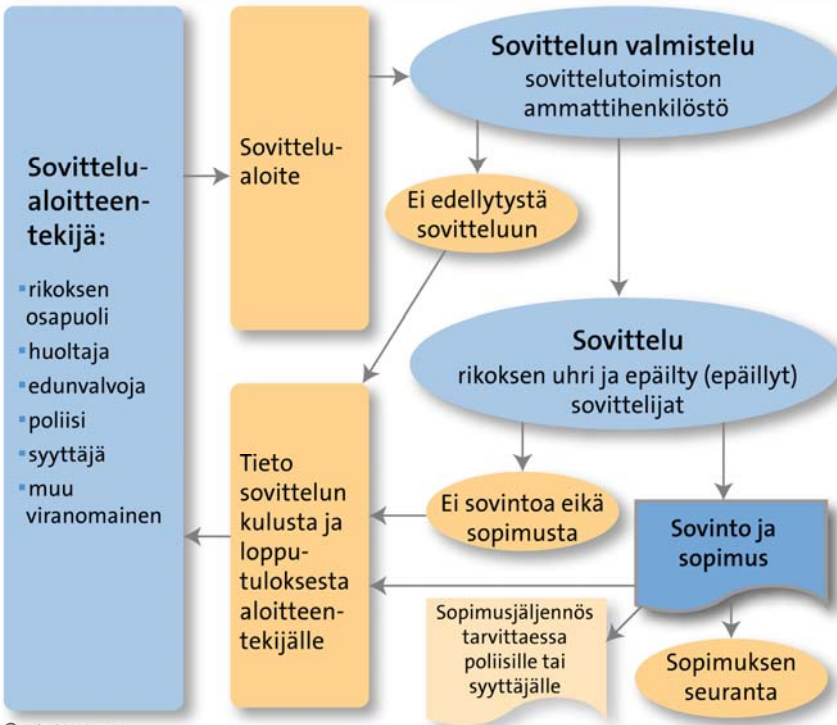 Sovittelu-
aloitteen-
tekijä:
rikoksen
osapuoli
huoltaja
edunvalvoja
poliisi
syyttäjä
muu
viranomainen
Sovittelu-
aloite
Sovittelun valmistelu
sovittelutoimiston
ammattihenkilöstö
Ei edellytystä
sovitteluun
Sovittelu
rikoksen uhri ja epäilty (epäillyt)
sovittelijat
Ei sovintoa eikä
sopimusta
Sovinto ja
sopimus
Tieto
sovittelun
kulusta ja
loppu-
tuloksesta
aloitteen-
tekijälle
Sopimusjäljennös
tarvittaessa
poliisille tai
syyttäjälle
Sopimuksen
seuranta